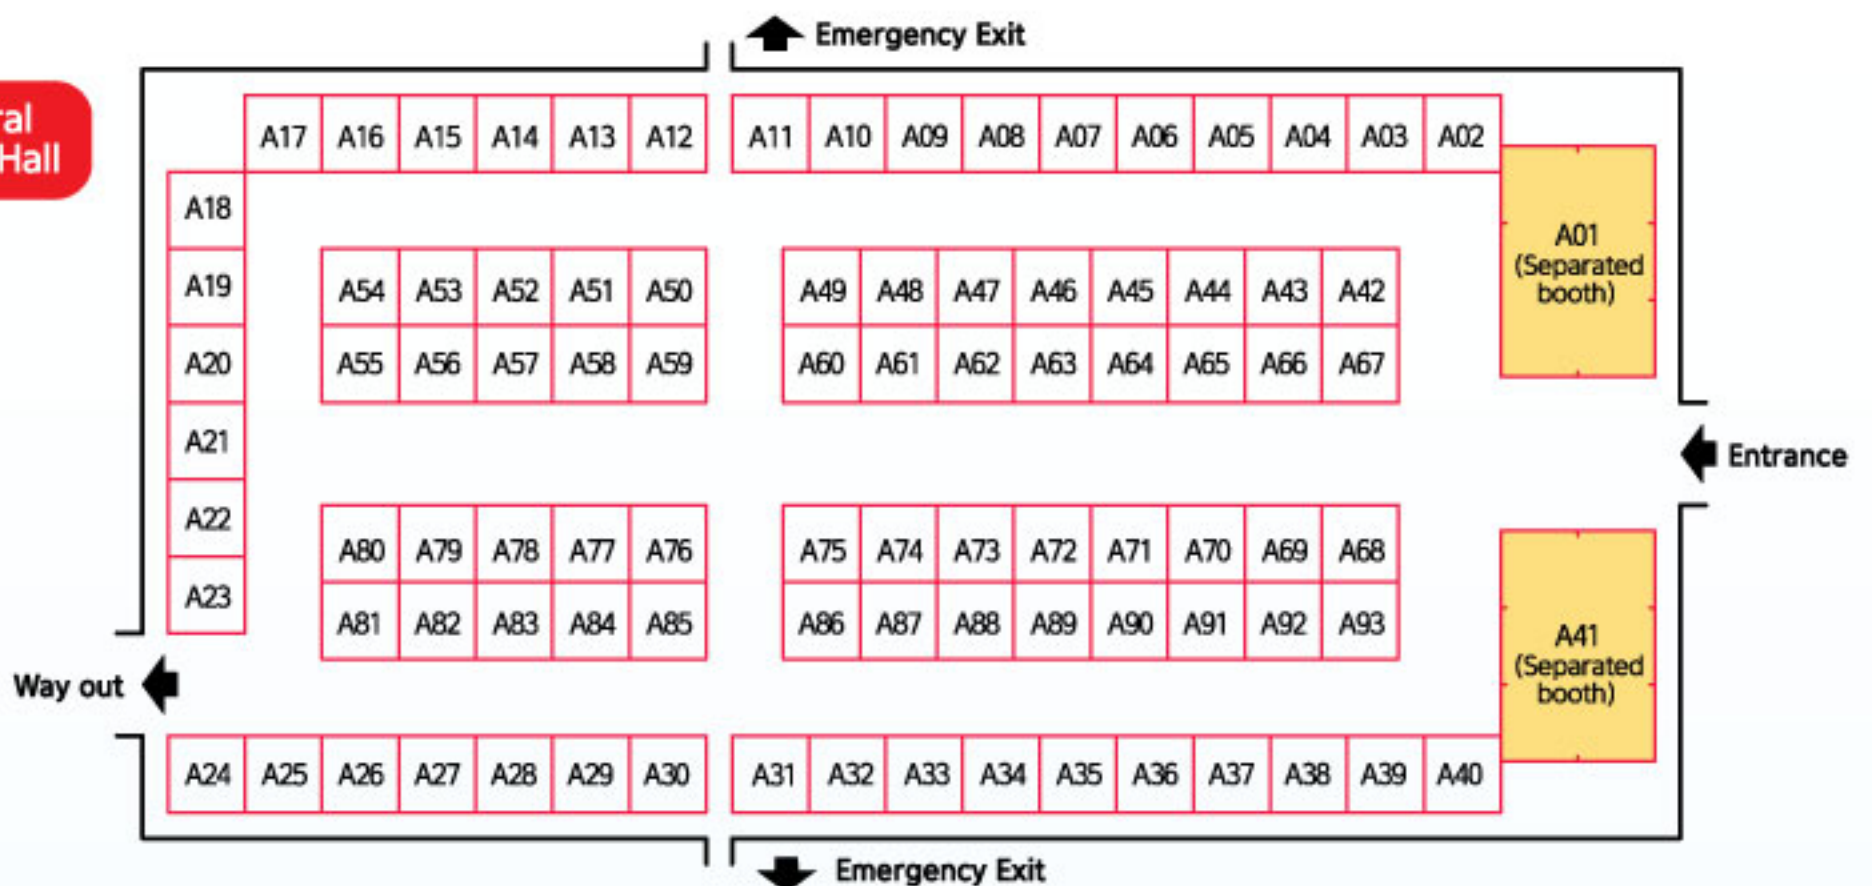 Emergency Exit
Hall
A17 A16 A15 A14 A13 A12 A11 A10 A09 A08 A07 A06 A05 A04 A03 A02
A18
A01
(Separated
booth)
A19
A54 A53 A52 A51 A50 A49 A48 A47 A46 A45 A44 A43 A42
A20
A55 A56 A57 A58 A59 A60 A61 A62 A63 A64 A65 A66 A67
A21
Entrance
A22
A80 A79 A78 A77 A76 A75 A74 A73 A72 A71 A70 A69 A68
A23
A81 A82 A83 A84 A85 A86 A87 A88 A89 A90 A91 A92 A93
A41
(Separated
booth)
Way out
A24 A25 A26 A27 A28 A29 A30 A31 A32 A33 A34 A35 A36 A37 A38 A39 A40
Emergency Exit